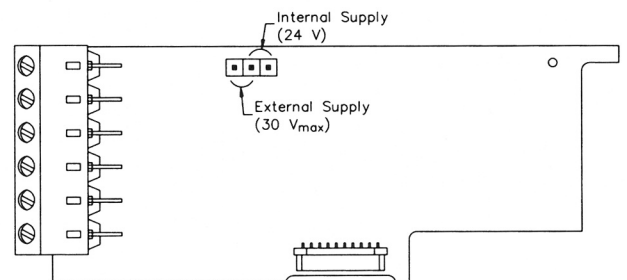 Internal Supply
(24 V)
External Supply
(30 Vmax)